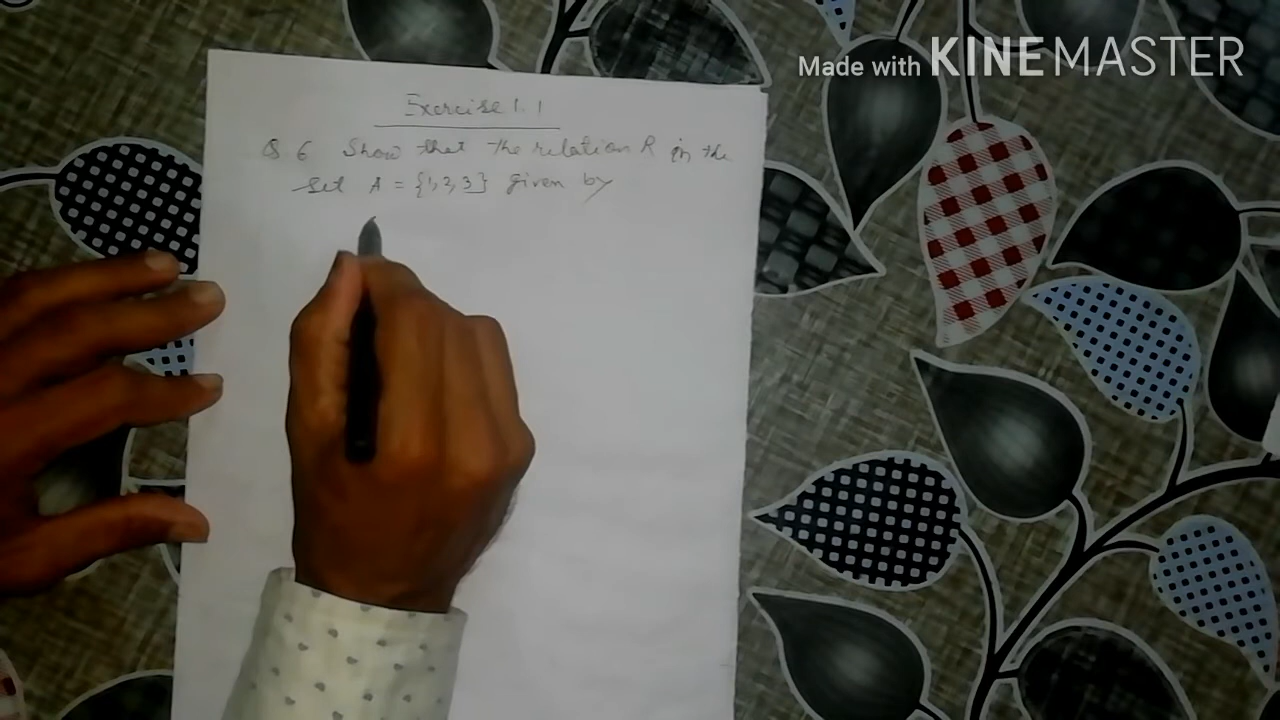 Made with KINEMASTER
Exercise 1.1
Q 6 Show that the relation R in the
set A = {1,2,3} given by